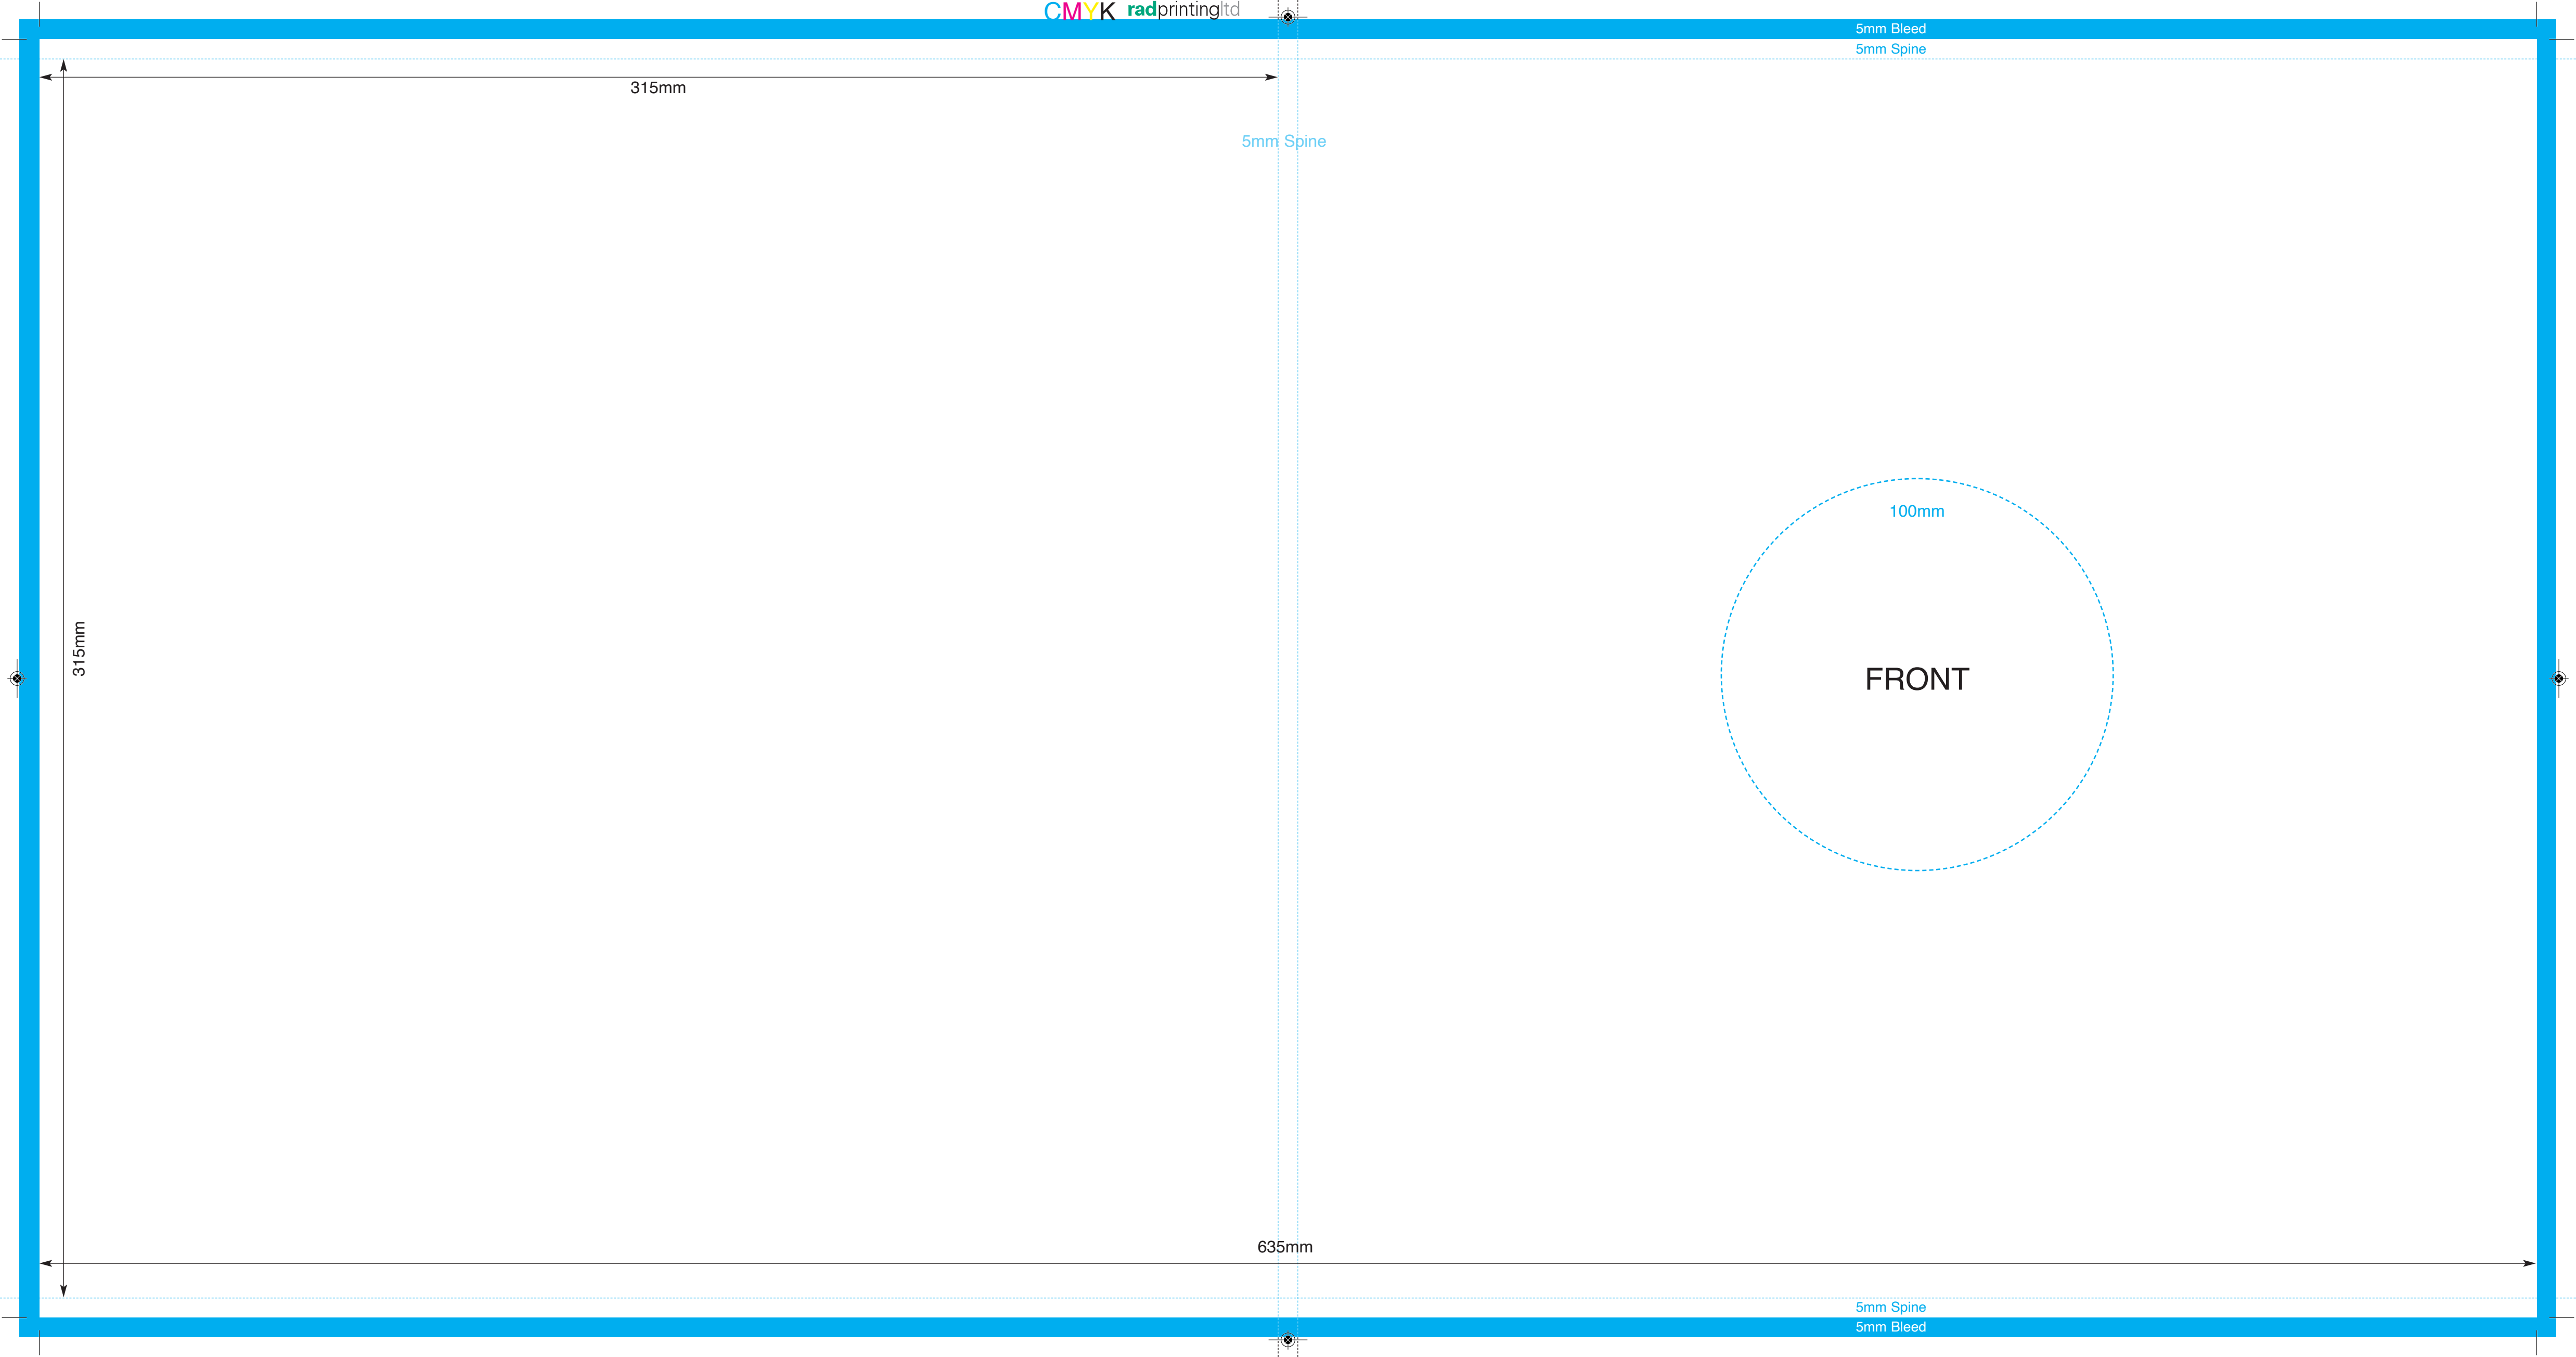 CMYK radprintingltd
5mm Bleed
5mm Spine
315mm
5mm Spine
100mm
315mm
FRONT
635mm
5mm Spine
5mm Bleed